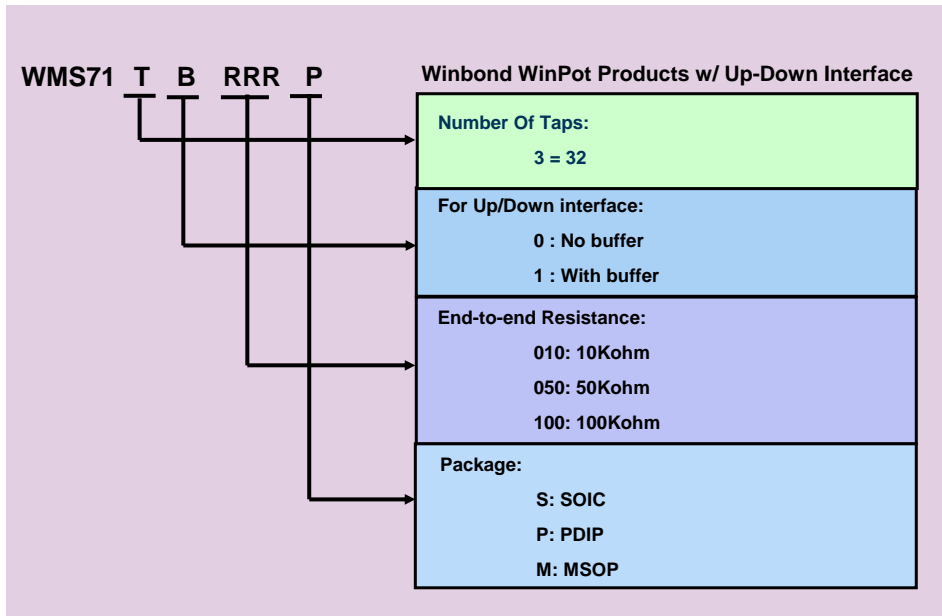 WMS71 T B RRR P
Winbond WinPot Products w/ Up-Down Interface
Number Of Taps:
3 = 32
For Up/Down interface:
0 : No buffer
1 : With buffer
End-to-end Resistance:
010: 10Kohm
050: 50Kohm
100: 100Kohm
Package:
S: SOIC
P: PDIP
M: MSOP